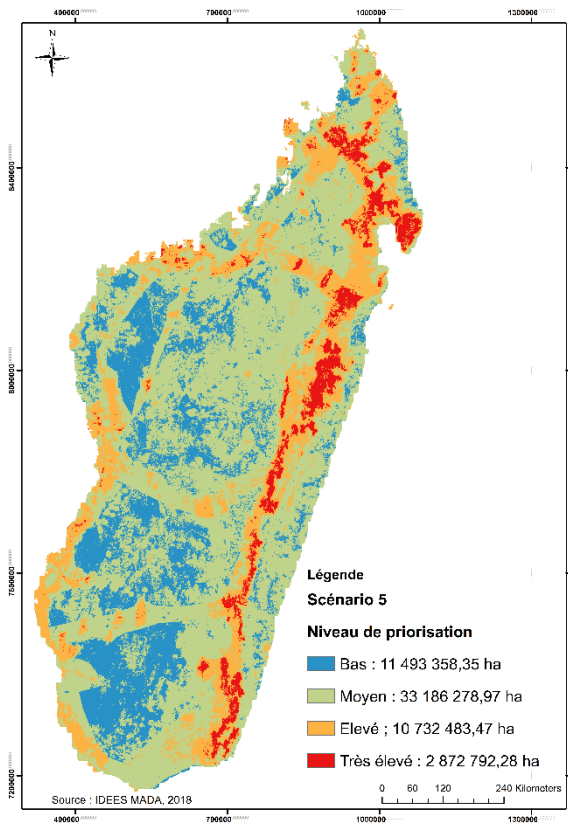 400000 700000 1000000 1300000
N
8400000
8000000
7600000
7200000
Légende
Scénario 5
Niveau de priorisation
Bas : 11 493 358,35 ha
Moyen : 33 186 278,97 ha
Elevé ; 10 732 483,47 ha
Très élevé : 2 872 792,28 ha
0 60 120 240 Kilometers
Source : IDEES MADA, 2018
400000 700000 1000000 1300000